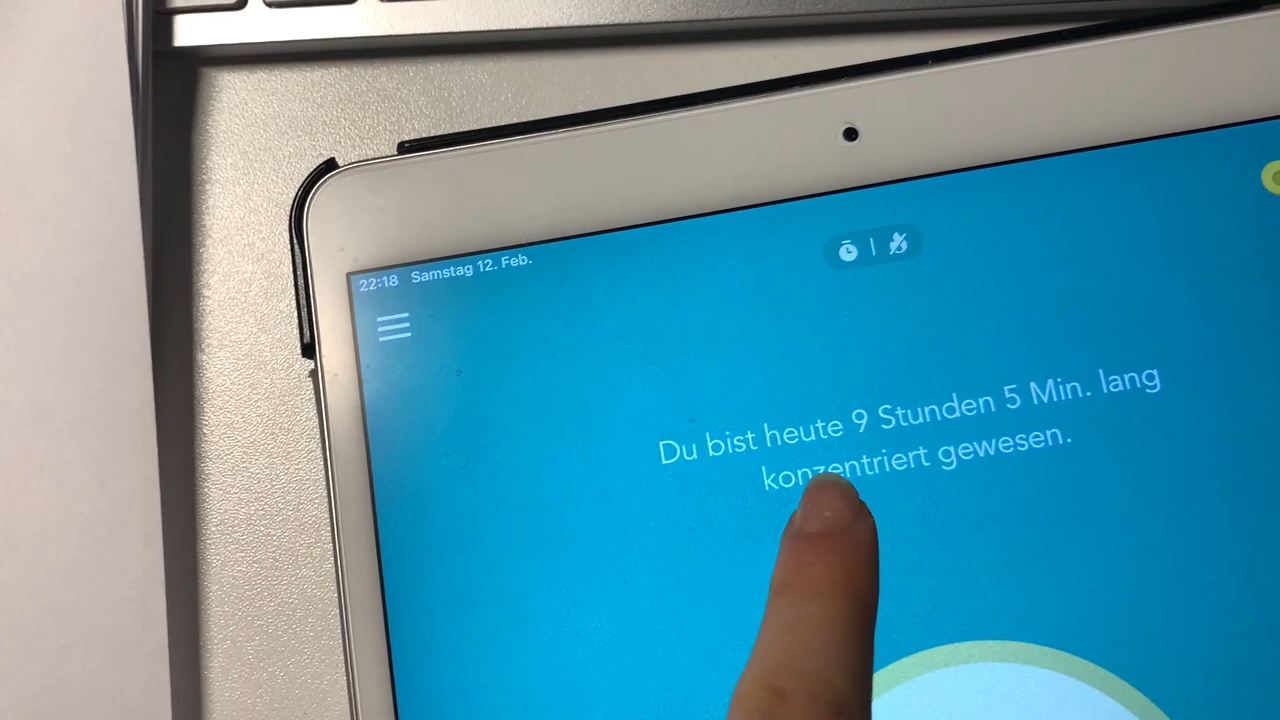 22:18 Samstag 12. Feb.
Du bist heute 9 Stunden 5 Min. lang
konzentriert gewesen.